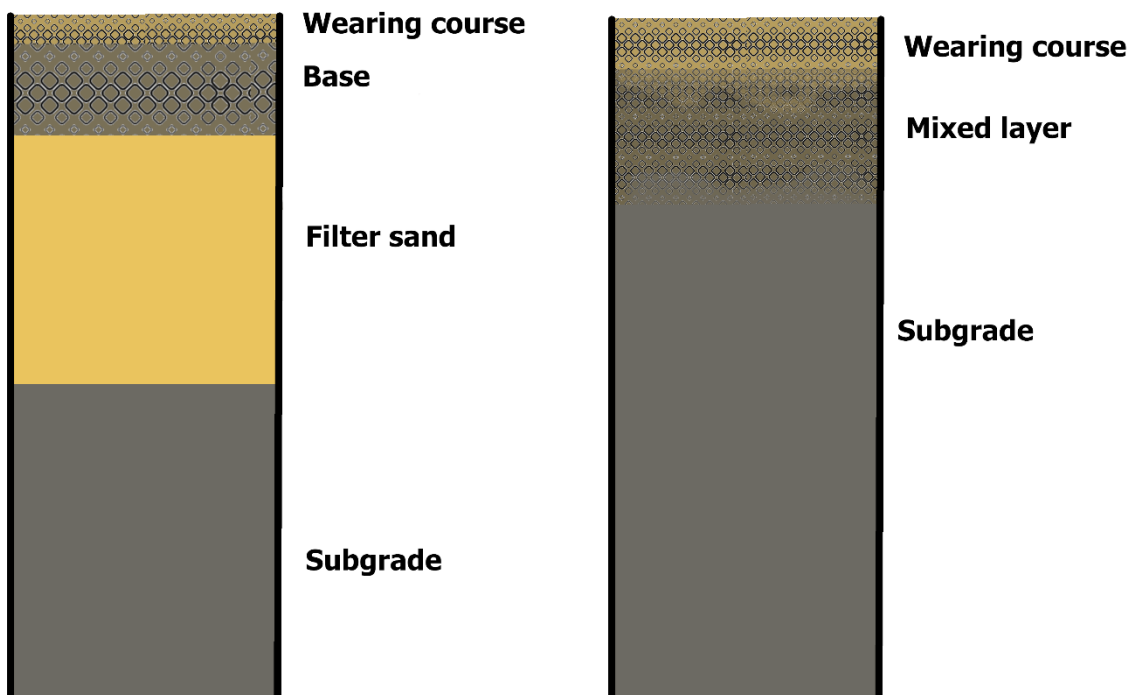 Wearing course
Base
Filter sand
Subgrade
Wearing course
Mixed layer
Subgrade